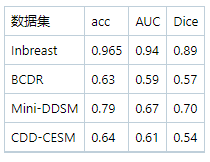 数据集 acc AUC Dice
Inbreast 0.965 0.94 0.89
BCDR 0.63 0.59 0.57
Mini-DDSM 0.79 0.67 0.70
CDD-CESM 0.64 0.61 0.54